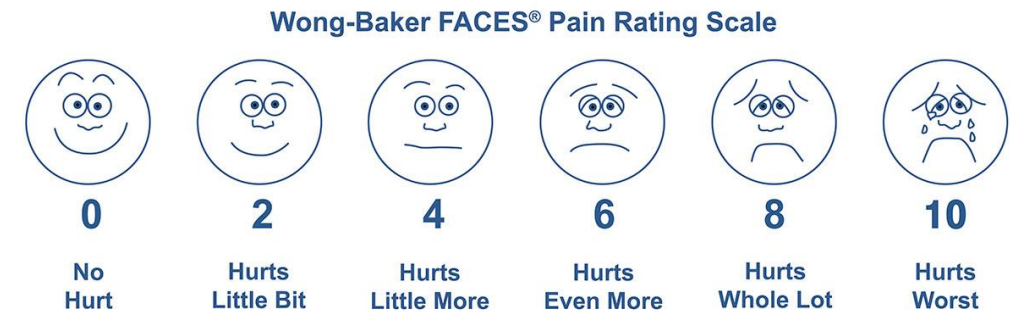 Wong-Baker FACES® Pain Rating Scale
0 2 4 6 8 10
No Hurts Hurts Hurts Hurts Hurts
Hurt Little Bit Little More Even More Whole Lot Worst